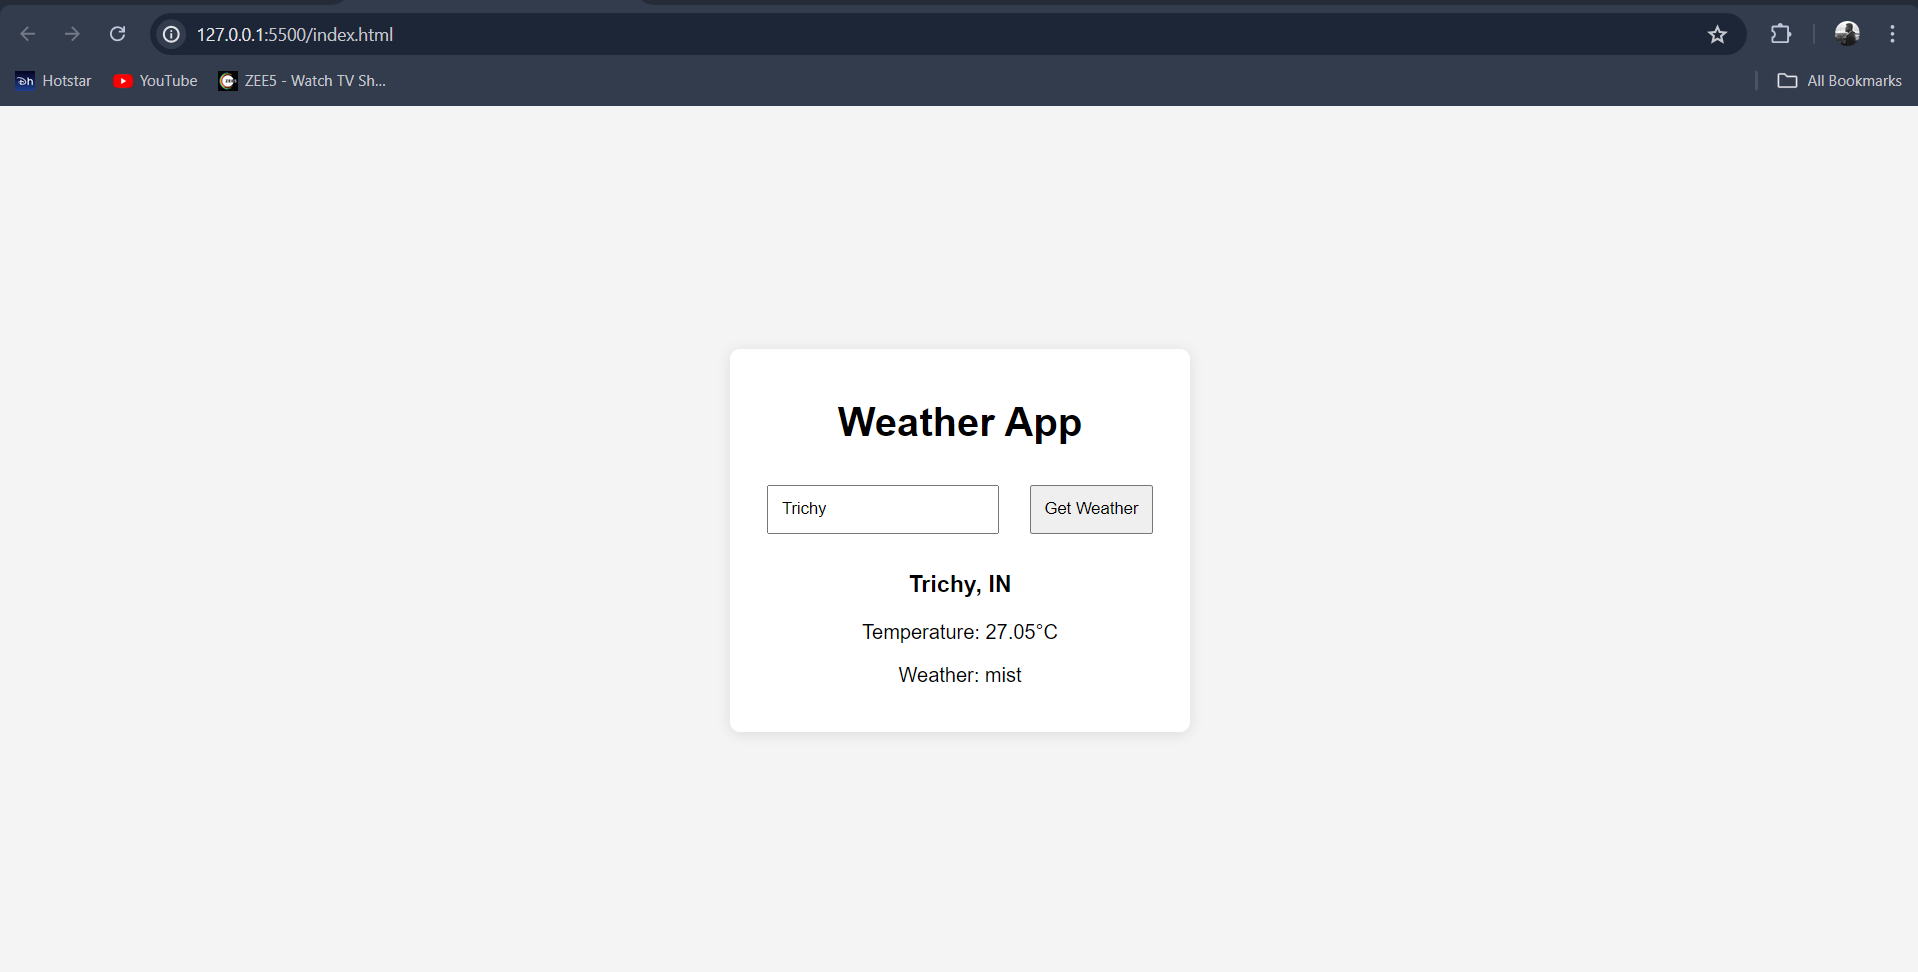 127.0.0.1:5500/index.html
Hotstar YouTube ZEE5 - Watch TV Sh... All Bookmarks
Weather App
Trichy Get Weather
Trichy, IN
Temperature: 27.05°C
Weather: mist